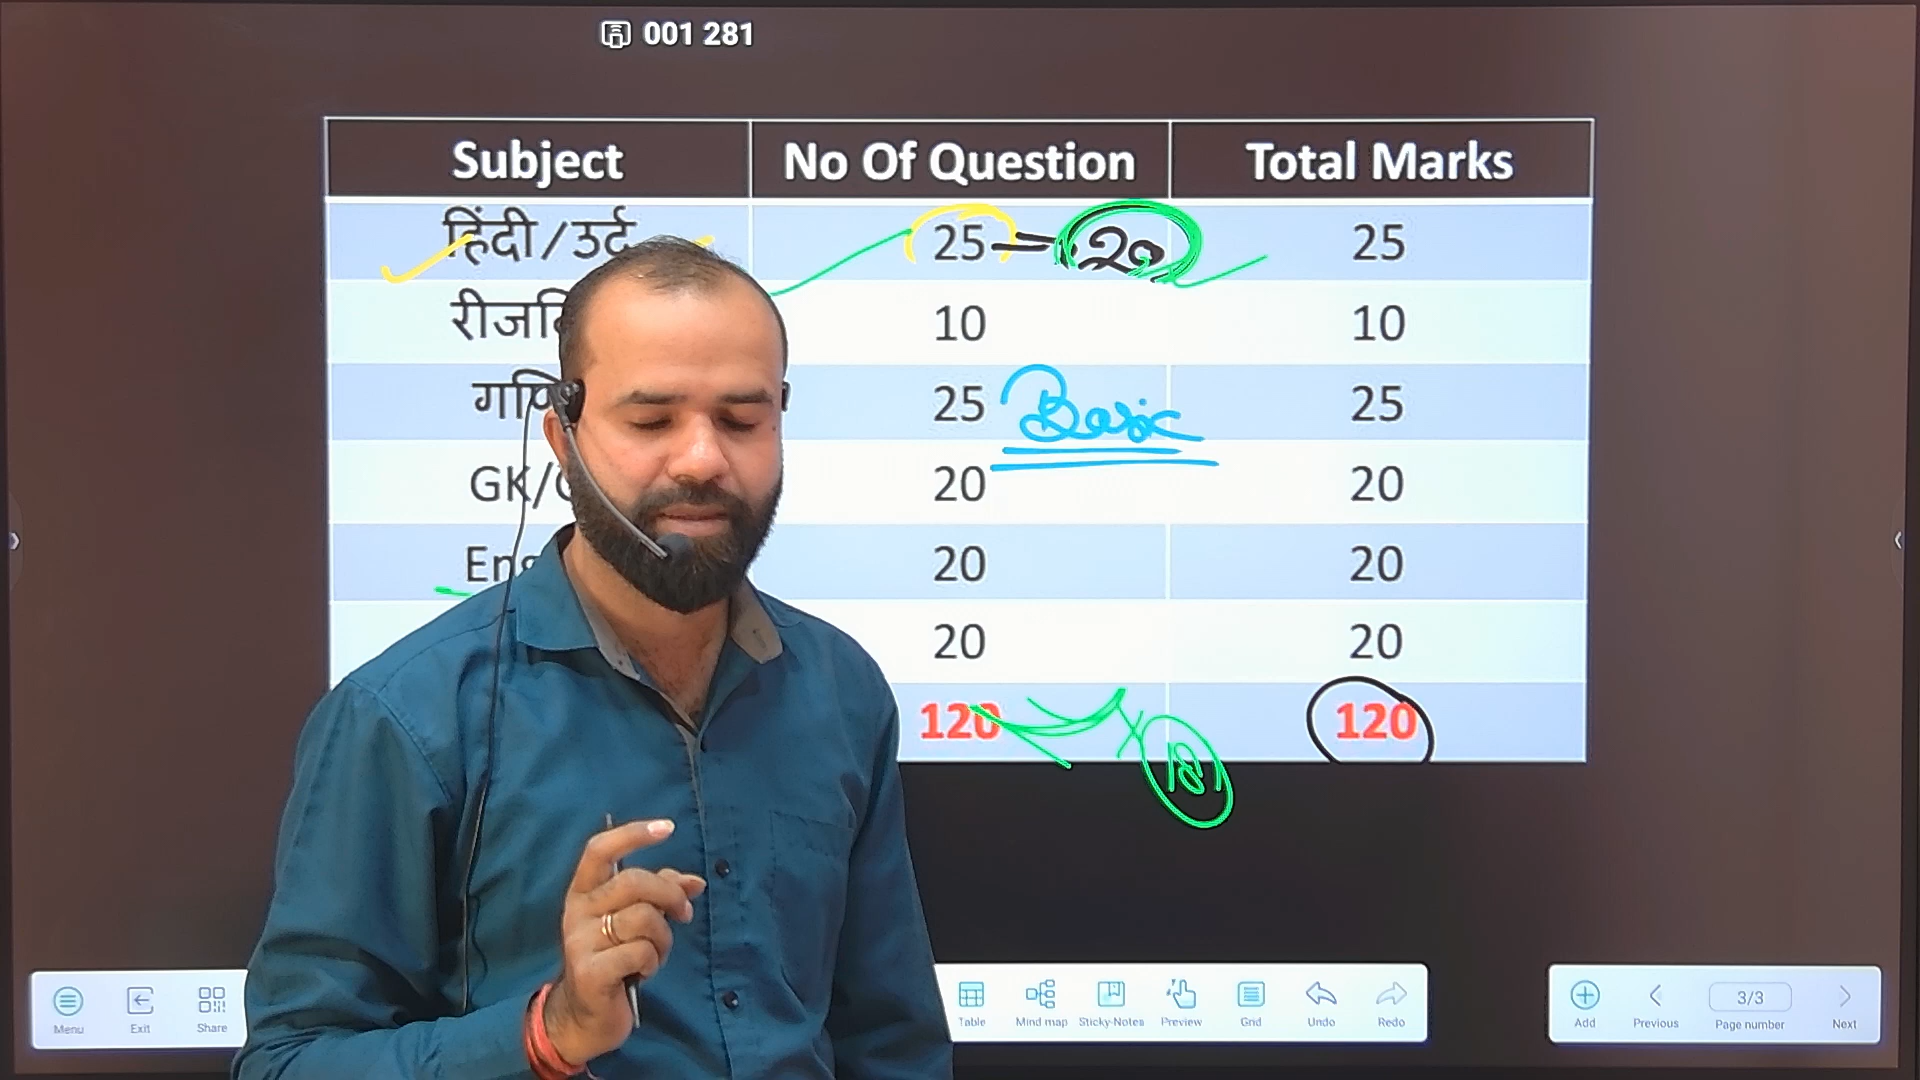 001 281
Subject No Of Question Total Marks
हिंदी/उर्दू 25 = 20 25
10 10
25 Basic 25
GK/ 20 20
20 20
20 20
120 120
Menu Exit Share Table Mind map Sticky-Notes Preview Grid Undo Redo Add Previous 3/3 Page number Next